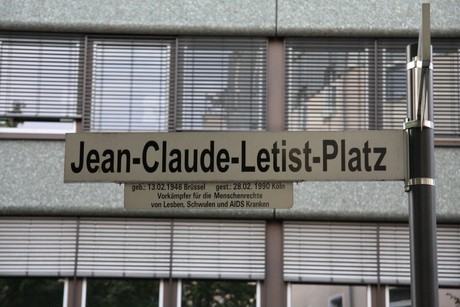 Jean-Claude-Letist-Platz
geb.: 13.02.1946 Brüssel gest.: 28.02.1990 Köln
Vorkämpfer für die Menschenrechte
von Lesben, Schwulen und AIDS Kranken